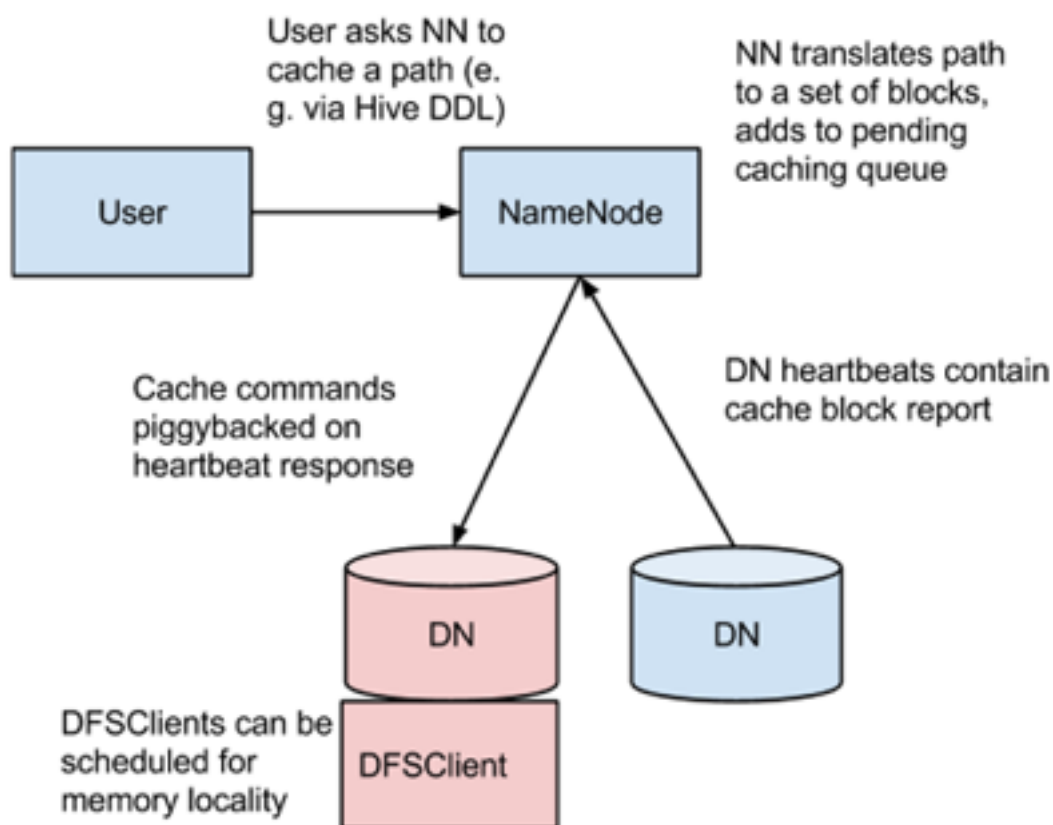 User asks NN to
cache a path (e.
g. via Hive DDL)
NN translates path
to a set of blocks,
adds to pending
caching queue
User
NameNode
Cache commands
piggybacked on
heartbeat response
DN heartbeats contain
cache block report
DN
DN
DFSClients can be
scheduled for
memory locality
DFSClient